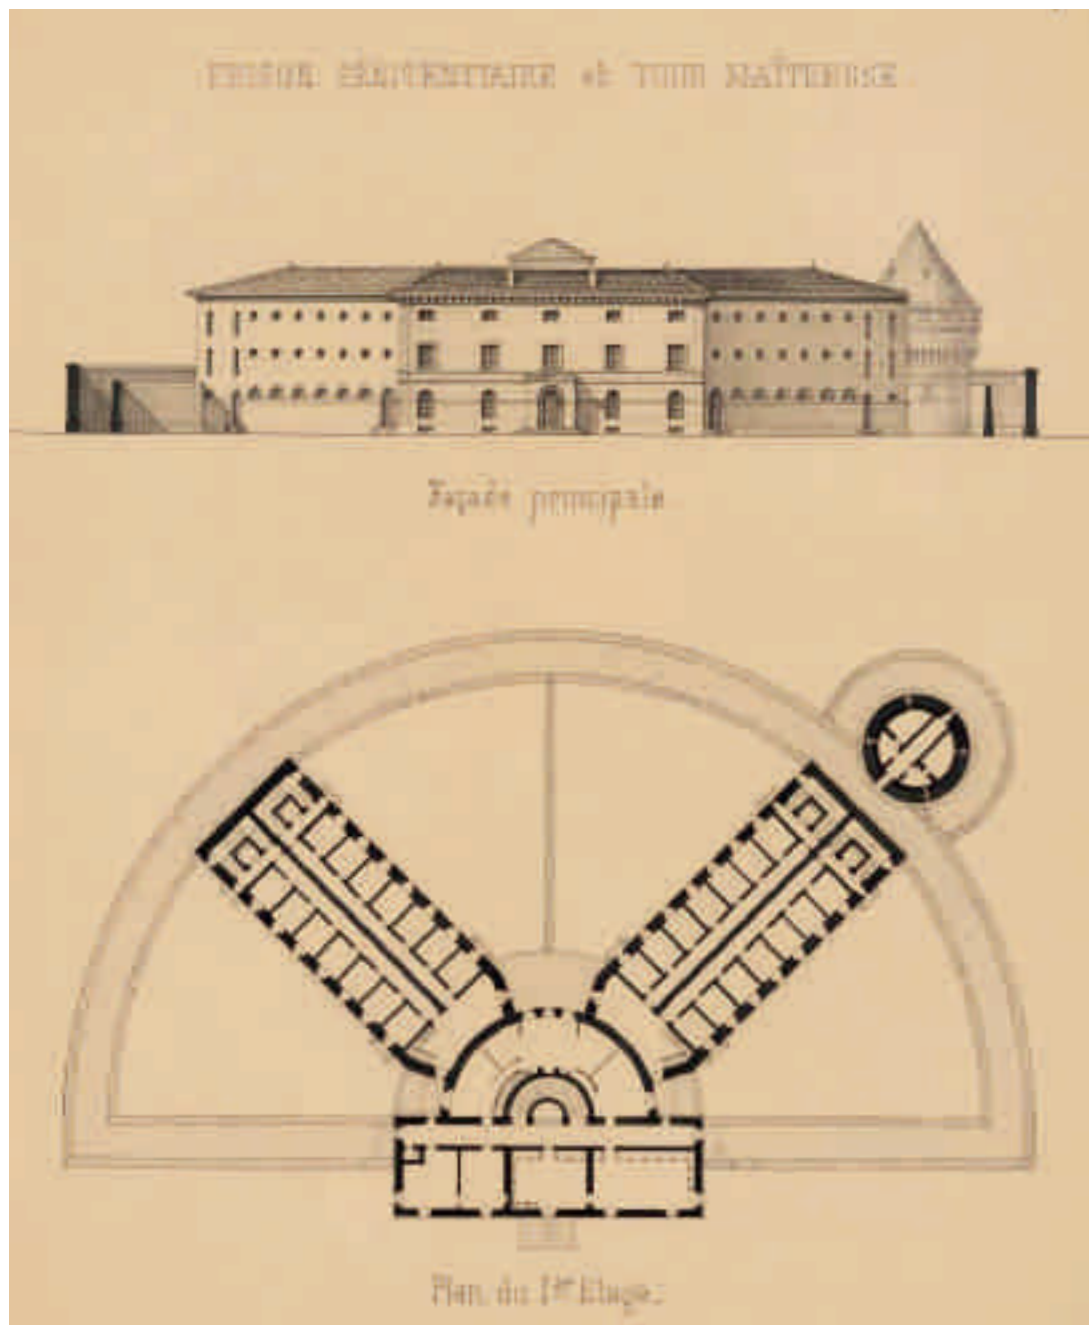 PRISON PÉNITENTIAIRE et TOUR MAÎTRESSE.
Façade principale
Plan du 1er Etage.